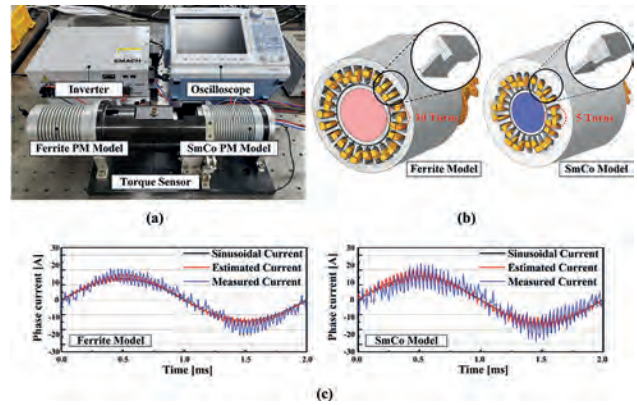 EMACH
Inverter
Oscilloscope
Ferrite PM Model
SmCo PM Model
Torque Sensor
(a)
10 Turns
5 Turns
Ferrite Model
SmCo Model
(b)
Phase current [A]
30
20
10
0
-10
-20
-30
Sinusoidal Current
Estimated Current
Measured Current
Ferrite Model
0.0 0.5 1.0 1.5 2.0
Time [ms]
Phase current [A]
30
20
10
0
-10
-20
-30
Sinusoidal Current
Estimated Current
Measured Current
SmCo Model
0.0 0.5 1.0 1.5 2.0
Time [ms]
(c)